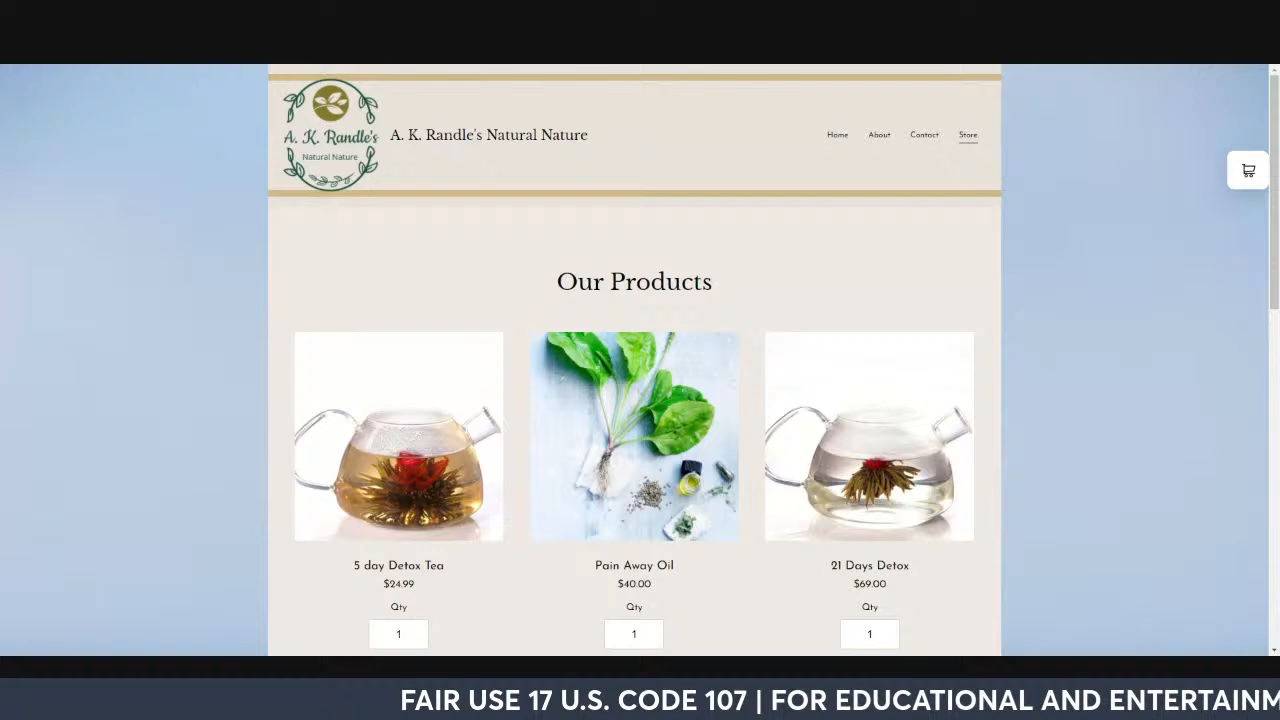 A. K. Randle's
Natural Nature
A. K. Randle's Natural Nature
Home About Contact Store
Our Products
5 day Detox Tea
$24.99
Qty
1
Pain Away Oil
$40.00
Qty
1
21 Days Detox
$69.00
Qty
1
FAIR USE 17 U.S. CODE 107 | FOR EDUCATIONAL AND ENTERTAINM